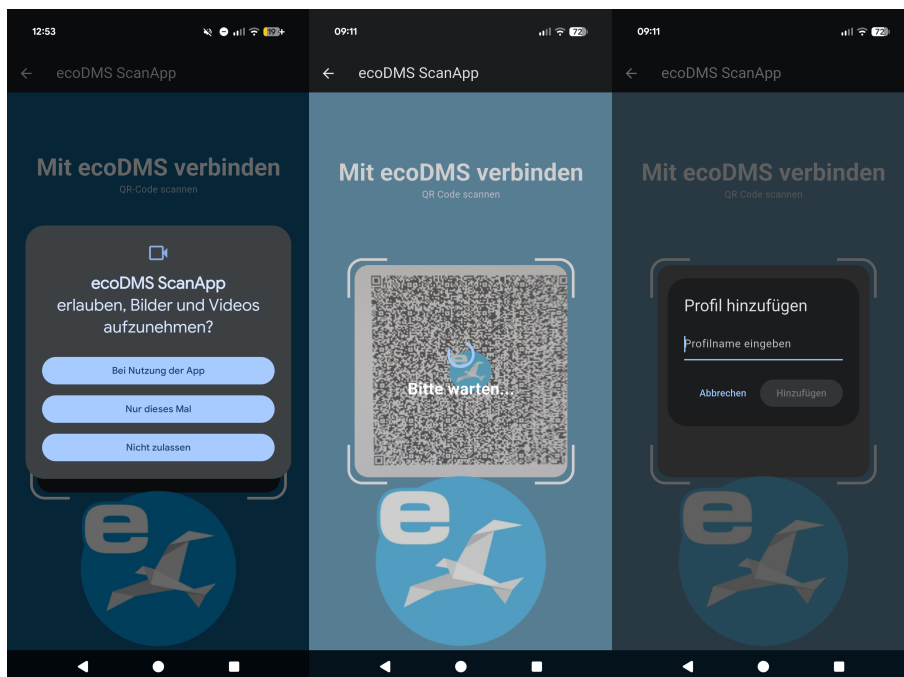 12:53
19+
ecoDMS ScanApp
Mit ecoDMS verbinden
QR-Code scannen
ecoDMS ScanApp
erlauben, Bilder und Videos
aufzunehmen?
Bei Nutzung der App
Nur dieses Mal
Nicht zulassen
e
09:11
72
ecoDMS ScanApp
Mit ecoDMS verbinden
QR Code scannen
Bitte warten...
e
09:11
72
ecoDMS ScanApp
Mit ecoDMS verbinden
QR Code scannen
Profil hinzufügen
Profilname eingeben
Abbrechen
Hinzufügen
e